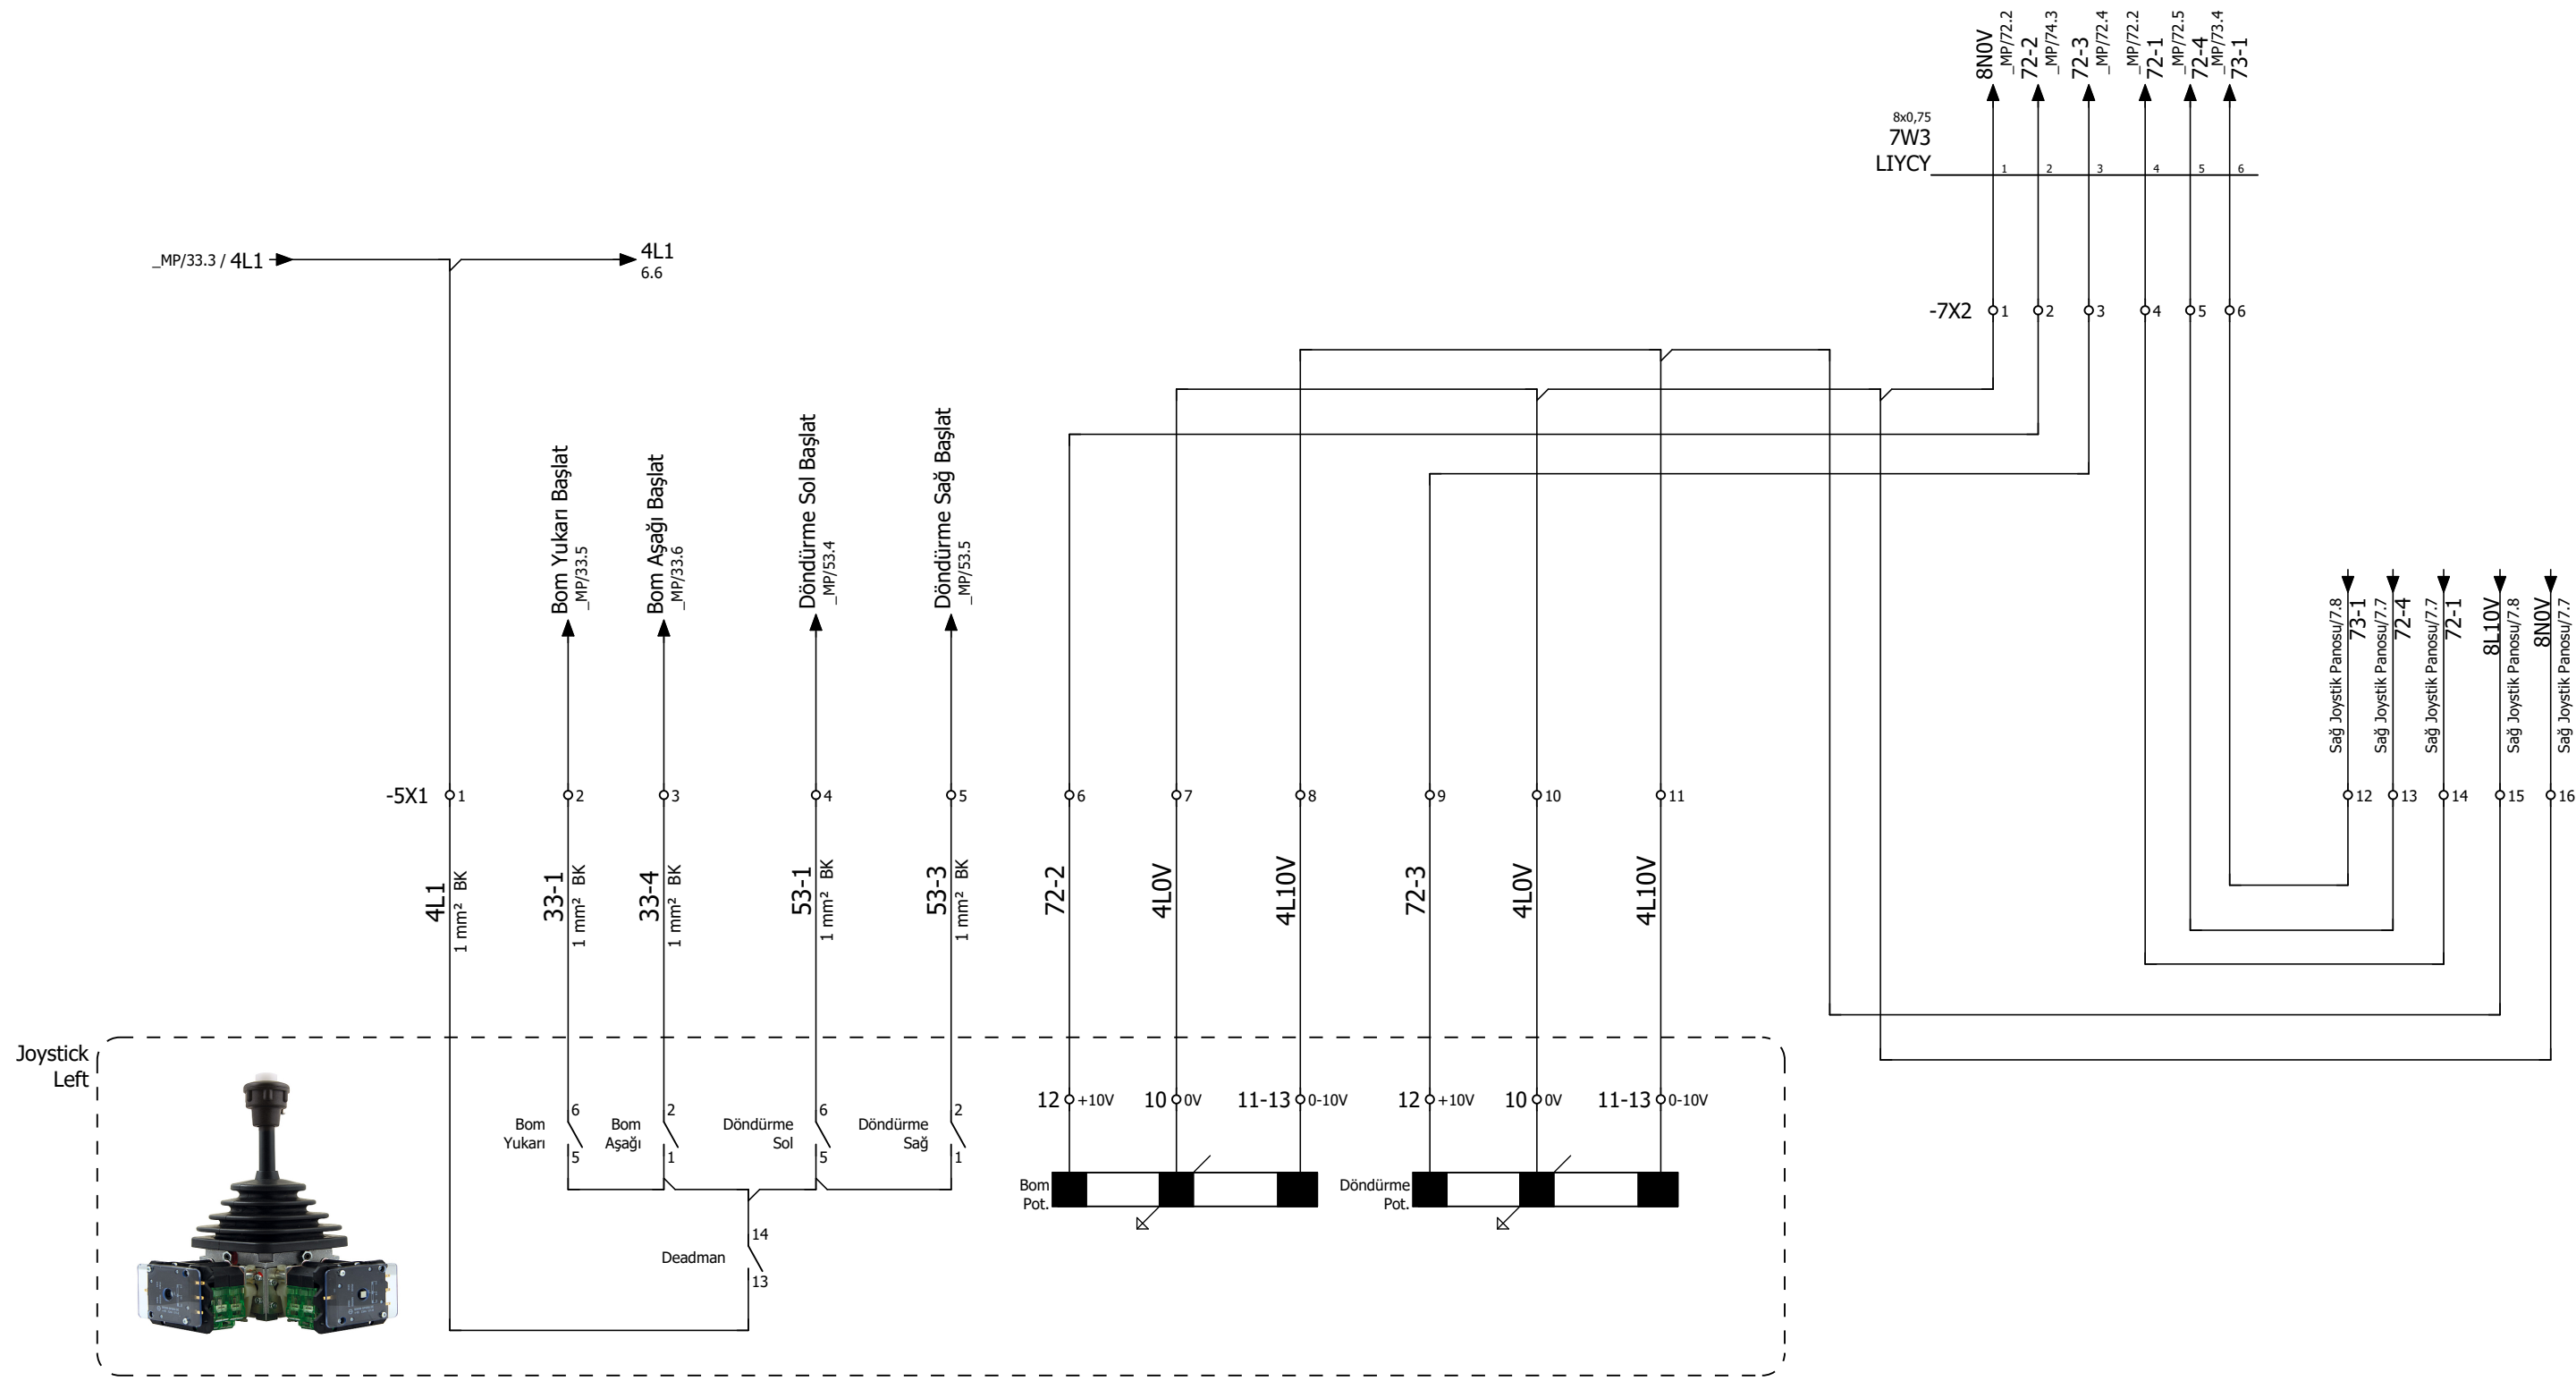 8N0V
_MP/72.2
72-2
_MP/74.3
72-3
_MP/72.4
_MP/72.2
72-1
_MP/72.5
72-4
_MP/73.4
73-1
8x0,75
7W3
LIYCY
1
2
3
4
5
6
_MP/33.3 / 4L1
4L1
6.6
-7X2
1
2
3
4
5
6
Bom Yukarı Başlat
_MP/33.5
Bom Aşağı Başlat
_MP/33.6
Döndürme Sol Başlat
_MP/53.4
Döndürme Sağ Başlat
_MP/53.5
Sağ Joystik Panosu/7.8
73-1
Sağ Joystik Panosu/7.7
72-4
Sağ Joystik Panosu/7.7
72-1
8L10V
Sağ Joystik Panosu/7.8
8N0V
Sağ Joystik Panosu/7.7
-5X1
1
2
3
4
5
6
7
8
9
10
11
12
13
14
15
16
4L1
1 mm² BK
33-1
1 mm² BK
33-4
1 mm² BK
53-1
1 mm² BK
53-3
1 mm² BK
72-2
4L0V
4L10V
72-3
4L0V
4L10V
Joystick
Left
12 +10V
10 0V
11-13 0-10V
12 +10V
10 0V
11-13 0-10V
6
Bom
Yukarı
5
2
Bom
Aşağı
1
6
Döndürme
Sol
5
2
Döndürme
Sağ
1
Bom
Pot.
Döndürme
Pot.
14
Deadman
13